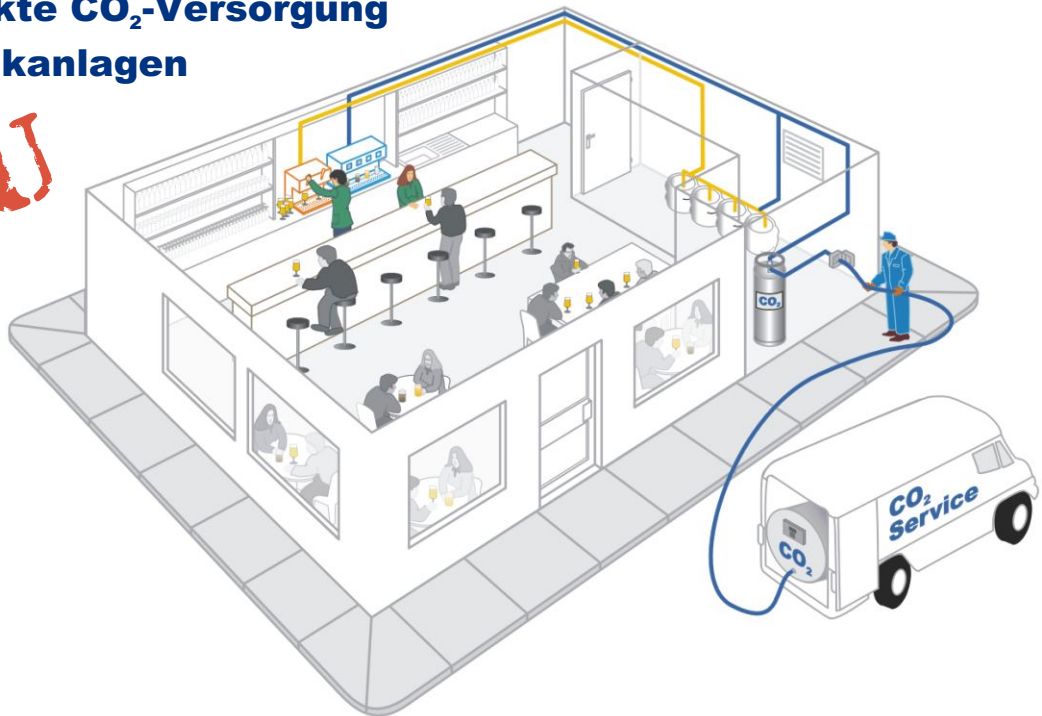 kte CO₂-Versorgung
kanlagen
U
CO₂
CO₂
Service
CO₂